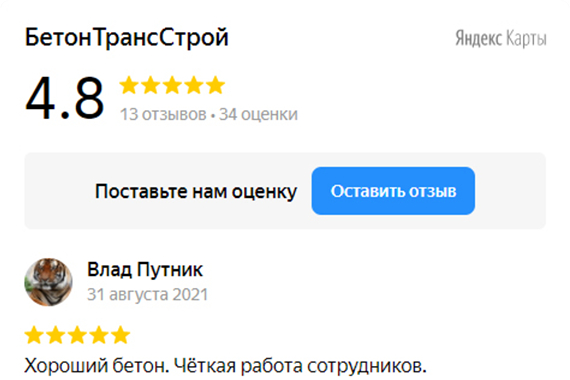 БетонТрансСтрой
Яндекс Карты
4.8
13 отзывов • 34 оценки
Поставьте нам оценку
Оставить отзыв
Влад Путник
31 августа 2021
Хороший бетон. Чёткая работа сотрудников.